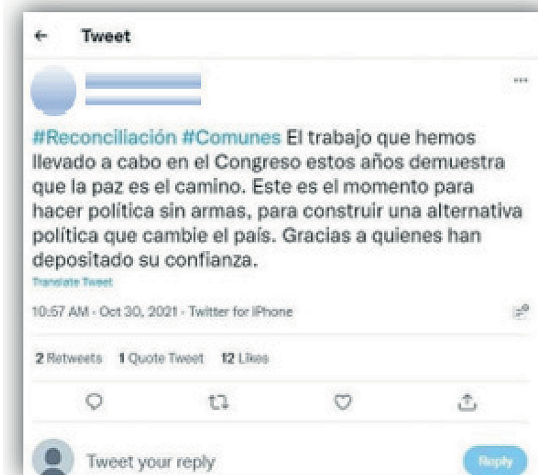 ← Tweet
...
#Reconciliación #Comunes El trabajo que hemos
llevado a cabo en el Congreso estos años demuestra
que la paz es el camino. Este es el momento para
hacer política sin armas, para construir una alternativa
política que cambie el país. Gracias a quienes han
depositado su confianza.
Translate Tweet
10:57 AM · Oct 30, 2021 · Twitter for iPhone
2 Retweets 1 Quote Tweet 12 Likes
Tweet your reply
Reply